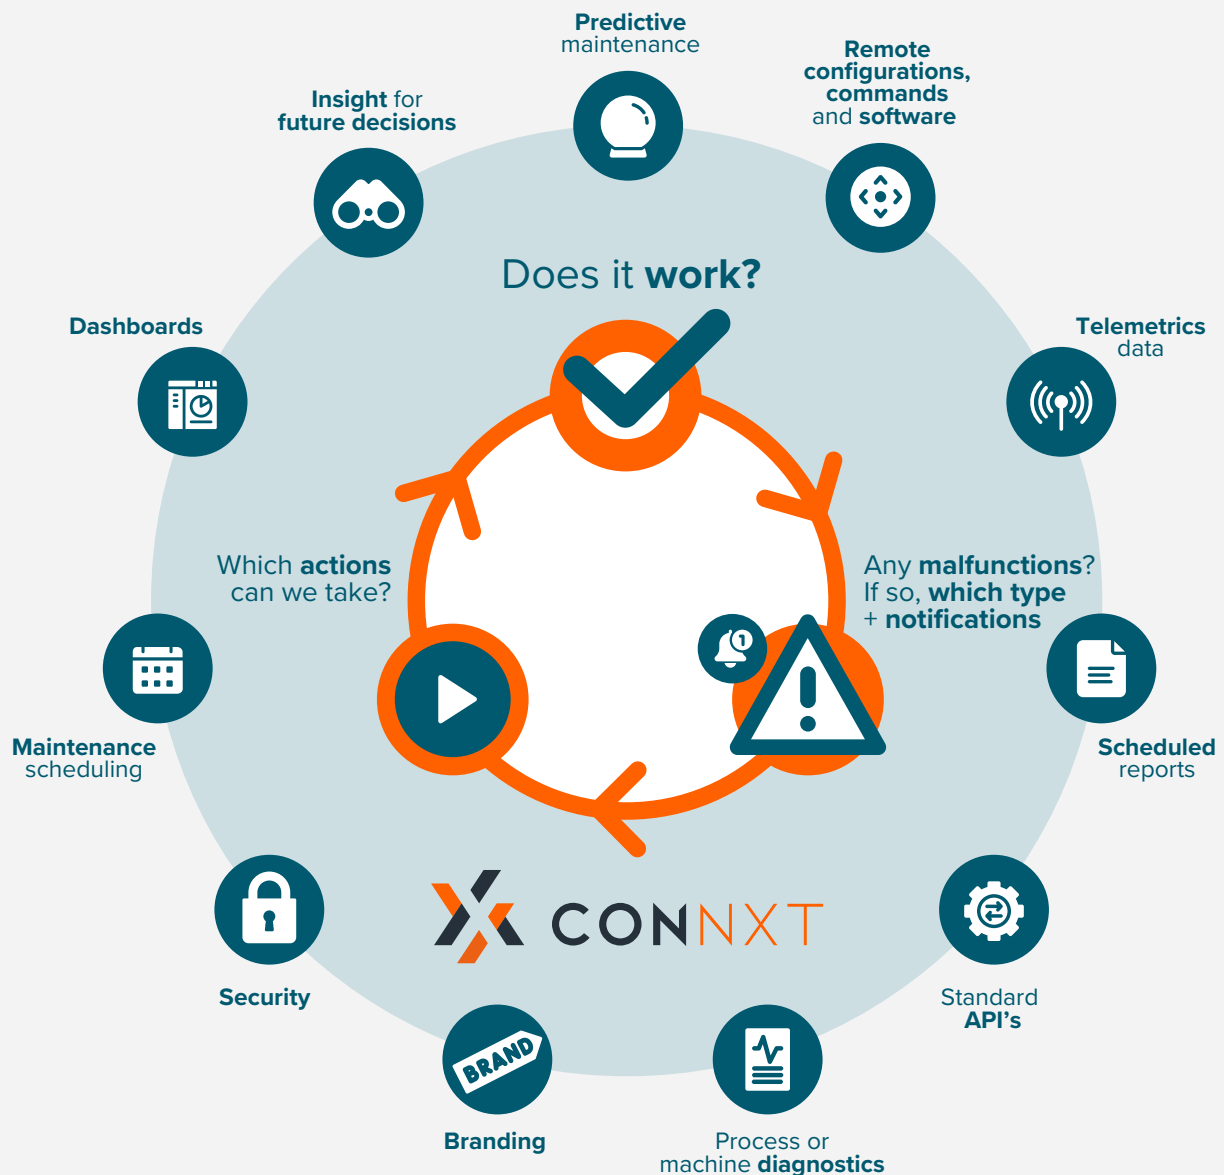 Predictive
maintenance
Remote
configurations,
commands
and software
Insight for
future decisions
Does it work?
Dashboards
Telemetrics
data
Which actions
can we take?
Any malfunctions?
If so, which type
+ notifications
1
Maintenance
scheduling
Scheduled
reports
CONNXT
Security
Standard
API's
BRAND
Branding
Process or
machine diagnostics